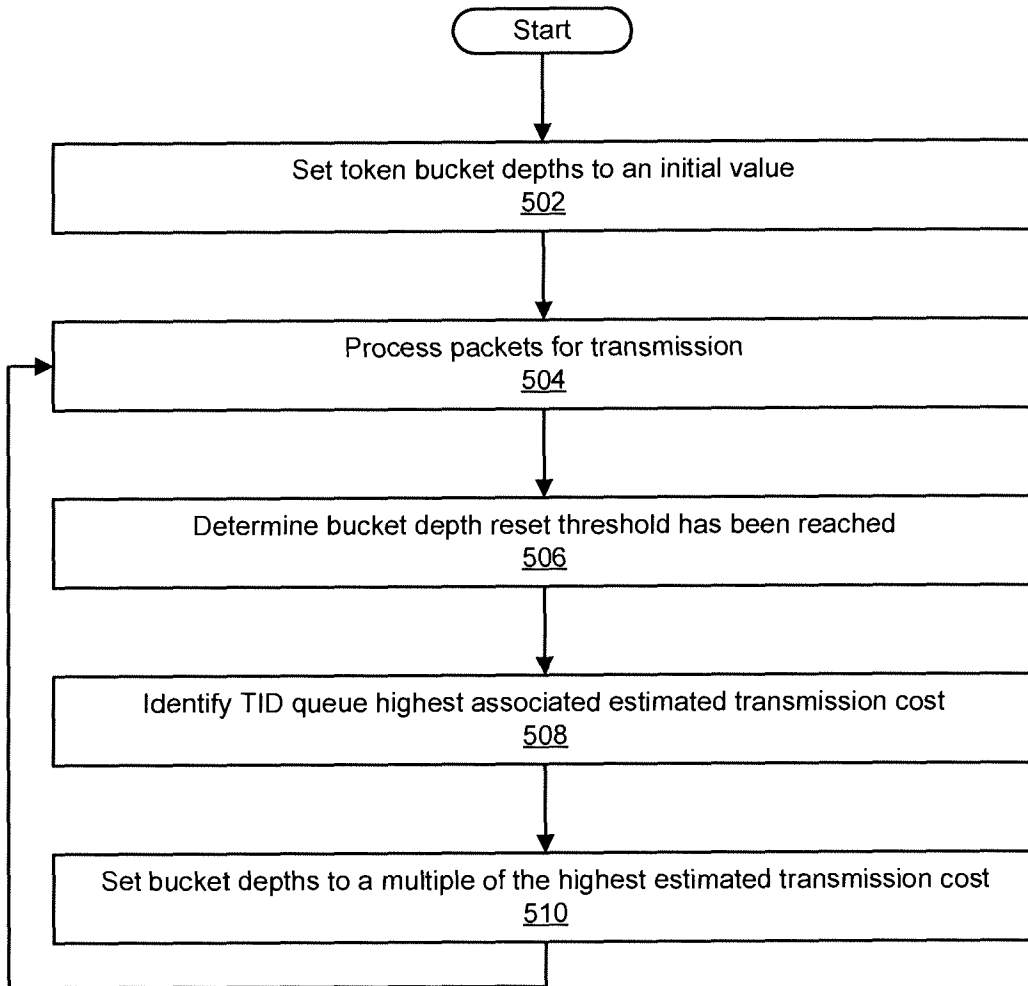 Start
Set token bucket depths to an initial value
502
Process packets for transmission
504
Determine bucket depth reset threshold has been reached
506
Identify TID queue highest associated estimated transmission cost
508
Set bucket depths to a multiple of the highest estimated transmission cost
510